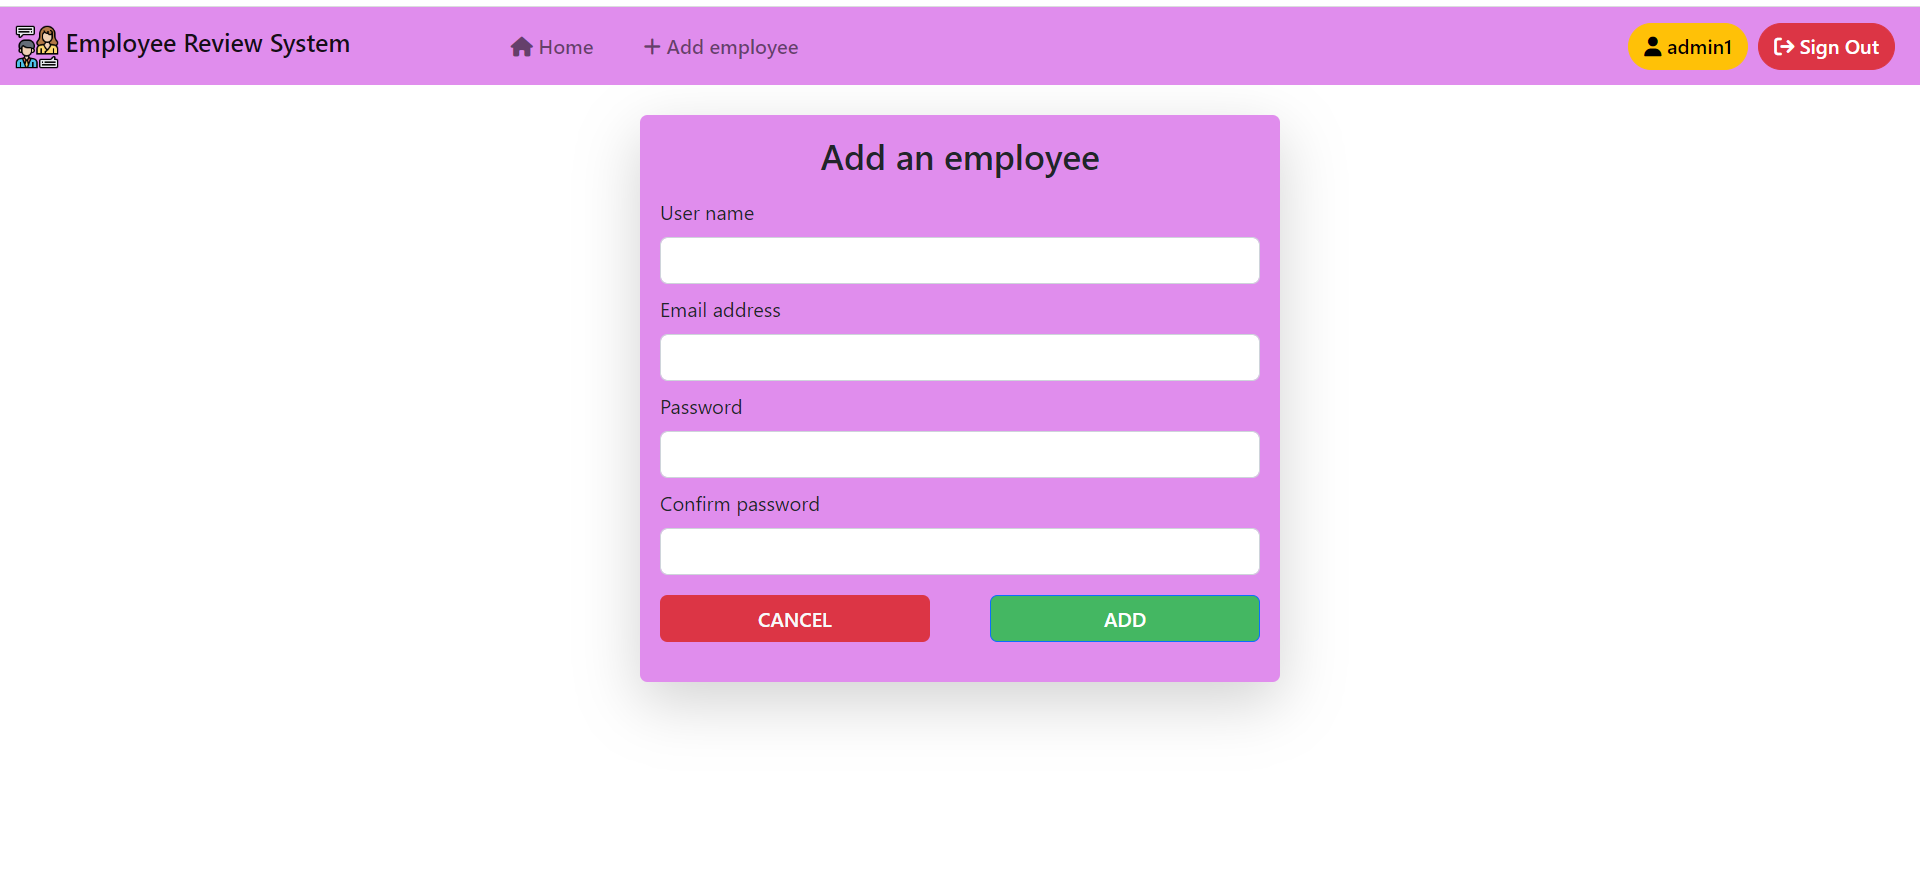 Employee Review System
Home
Add employee
admin1
Sign Out
Add an employee
User name
Email address
Password
Confirm password
CANCEL
ADD